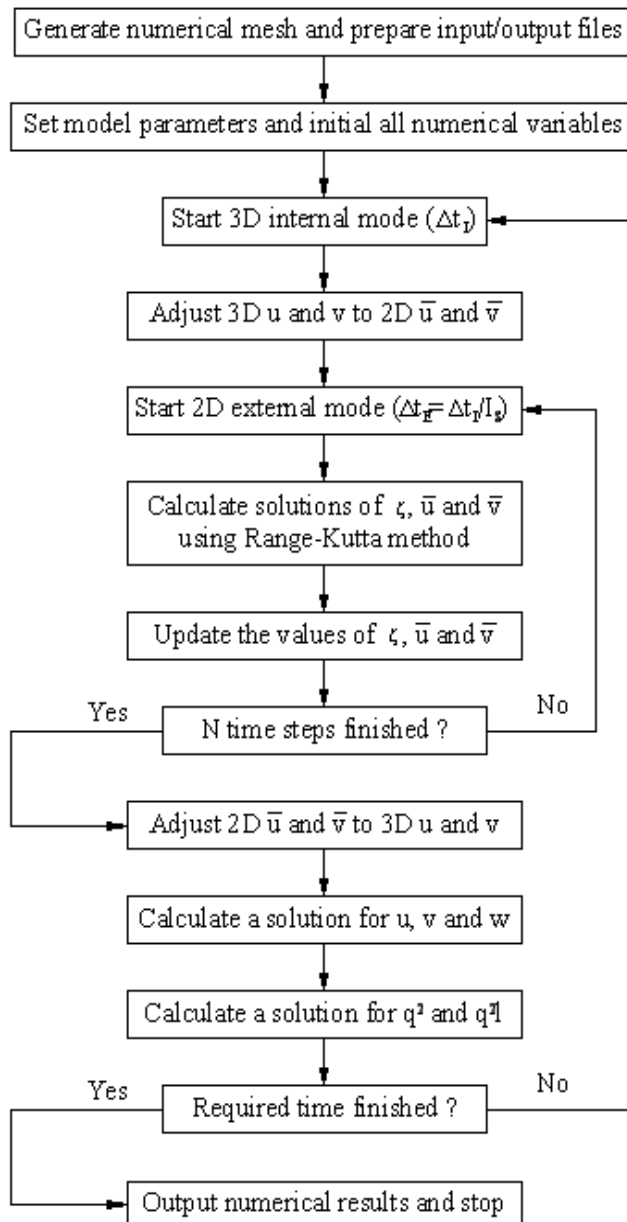 Generate numerical mesh and prepare input/output files
Set model parameters and initial all numerical variables
Start 3D internal mode (Δt_I)
Adjust 3D u and v to 2D ū and v̄
Start 2D external mode (Δt_E = Δt_I/I_s)
Calculate solutions of ζ, ū and v̄
using Range-Kutta method
Update the values of ζ, ū and v̄
Yes
N time steps finished ?
No
Adjust 2D ū and v̄ to 3D u and v
Calculate a solution for u, v and w
Calculate a solution for q² and q²l
Yes
Required time finished ?
No
Output numerical results and stop